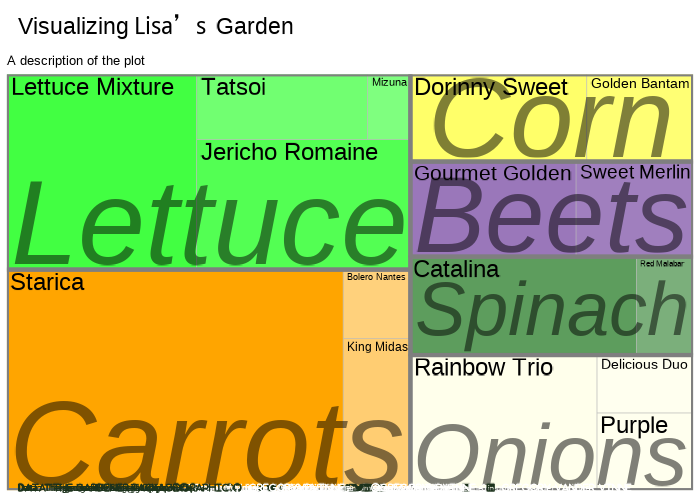 Visualizing Lisa’s Garden
A description of the plot
Lettuce Mixture
Tatsoi
Mizuna
Jericho Romaine
Lettuce
Dorinny Sweet
Golden Bantam
Corn
Gourmet Golden
Sweet Merlin
Beets
Starica
Bolero Nantes
King Midas
Carrots
Catalina
Red Malabar
Spinach
Rainbow Trio
Delicious Duo
Purple
Onions